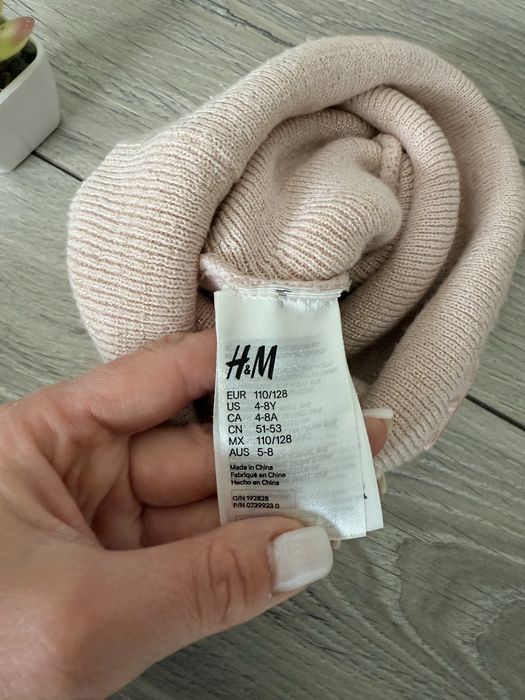 H&M
EUR 110/128
US 4-8Y
CA 4-8A
CN 51-53
MX 110/128
AUS 5-8
Made in China
Fabriqué en Chine
Hecho en China
O/N 192828
P/N 0739923.0